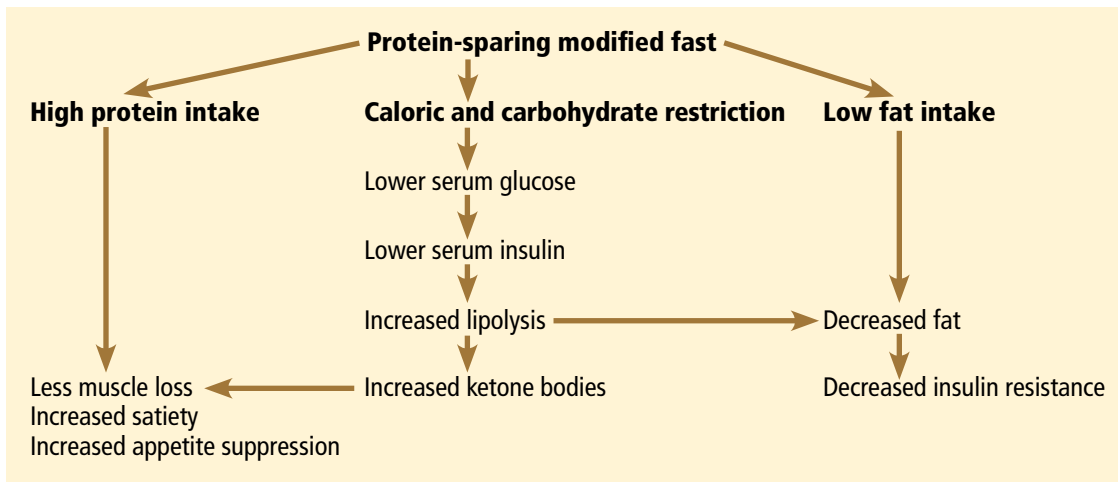 Protein-sparing modified fast
High protein intake
Caloric and carbohydrate restriction
Low fat intake
Lower serum glucose
Lower serum insulin
Increased lipolysis
Decreased fat
Less muscle loss
Increased satiety
Increased appetite suppression
Increased ketone bodies
Decreased insulin resistance